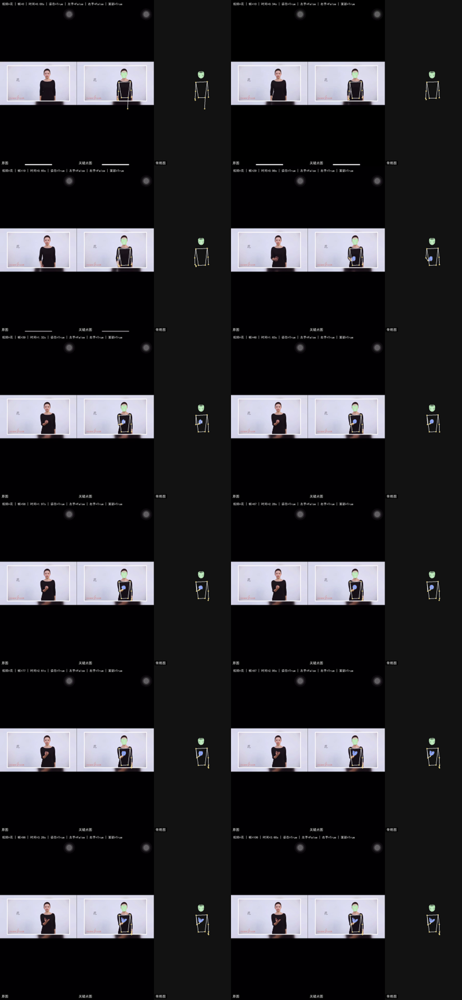 视频=花 | 帧=0 | 时间=0.00s | 姿态=True | 左手=False | 右手=False | 面部=True
视频=花 | 帧=10 | 时间=0.34s | 姿态=True | 左手=False | 右手=False | 面部=True
花
花
花
花
原图
关键点图
骨骼图
原图
关键点图
骨骼图
视频=花 | 帧=19 | 时间=0.65s | 姿态=True | 左手=False | 右手=False | 面部=True
视频=花 | 帧=29 | 时间=0.98s | 姿态=True | 左手=False | 右手=True | 面部=True
花
花
花
花
原图
关键点图
骨骼图
原图
关键点图
骨骼图
视频=花 | 帧=39 | 时间=1.32s | 姿态=True | 左手=False | 右手=True | 面部=True
视频=花 | 帧=48 | 时间=1.63s | 姿态=True | 左手=False | 右手=True | 面部=True
花
花
花
花
原图
关键点图
骨骼图
原图
关键点图
骨骼图
视频=花 | 帧=58 | 时间=1.97s | 姿态=True | 左手=False | 右手=True | 面部=True
视频=花 | 帧=67 | 时间=2.28s | 姿态=True | 左手=False | 右手=True | 面部=True
花
花
花
花
原图
关键点图
骨骼图
原图
关键点图
骨骼图
视频=花 | 帧=77 | 时间=2.61s | 姿态=True | 左手=False | 右手=True | 面部=True
视频=花 | 帧=87 | 时间=2.95s | 姿态=True | 左手=False | 右手=True | 面部=True
花
花
花
花
原图
关键点图
骨骼图
原图
关键点图
骨骼图
视频=花 | 帧=96 | 时间=3.26s | 姿态=True | 左手=False | 右手=True | 面部=True
视频=花 | 帧=106 | 时间=3.60s | 姿态=True | 左手=False | 右手=True | 面部=True
花
花
花
花
原图
关键点图
骨骼图
原图
关键点图
骨骼图